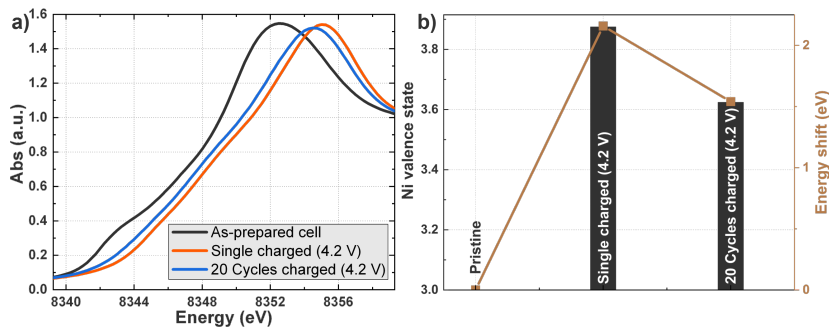 a)
Abs (a.u.)
1.6
1.4
1.2
1.0
0.8
0.6
0.4
0.2
0.0
8340
8344
8348
8352
8356
Energy (eV)
As-prepared cell
Single charged (4.2 V)
20 Cycles charged (4.2 V)
b)
Ni valence state
3.8
3.6
3.4
3.2
3.0
Pristine
Single charged (4.2 V)
20 Cycles charged (4.2 V)
2
1
0
Energy shift (eV)